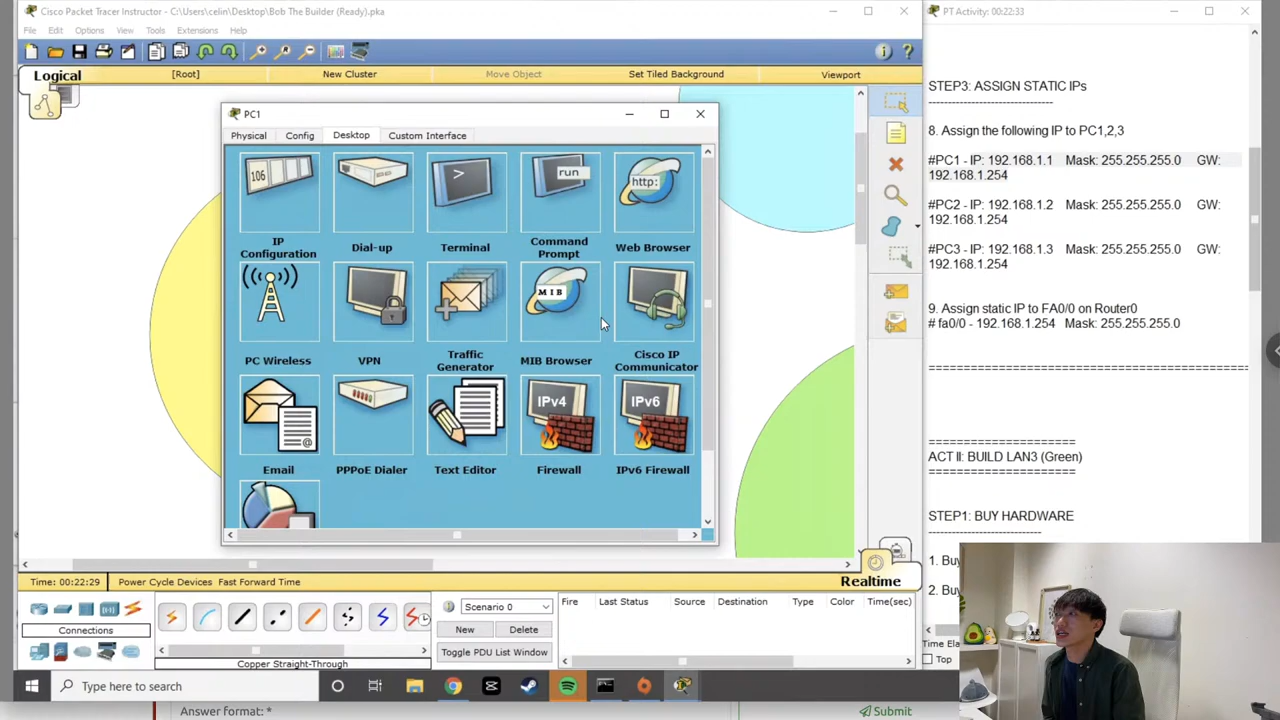 Cisco Packet Tracer Instructor - C:\Users\celin\Desktop\Bob The Builder (Ready).pka
File Edit Options View Tools Extensions Help
Logical
[Root]
New Cluster
Move Object
Set Tiled Background
Viewport
PC1
Physical Config Desktop Custom Interface
106
>
run
http:
IP
Configuration
Dial-up
Terminal
Command
Prompt
Web Browser
MIB
PC Wireless
VPN
Traffic
Generator
MIB Browser
Cisco IP
Communicator
@
IPv4
IPv6
Email
PPPoE Dialer
Text Editor
Firewall
IPv6 Firewall
Time: 00:22:29
Power Cycle Devices Fast Forward Time
Realtime
Connections
Copper Straight-Through
Scenario 0
New
Delete
Toggle PDU List Window
Fire Last Status Source Destination Type Color Time(sec)
Type here to search
Answer format: *
Submit
PT Activity: 00:22:33
STEP3: ASSIGN STATIC IPs
-------------------------------
8. Assign the following IP to PC1,2,3
#PC1 - IP: 192.168.1.1 Mask: 255.255.255.0 GW:
192.168.1.254
#PC2 - IP: 192.168.1.2 Mask: 255.255.255.0 GW:
192.168.1.254
#PC3 - IP: 192.168.1.3 Mask: 255.255.255.0 GW:
192.168.1.254
9. Assign static IP to FA0/0 on Router0
# fa0/0 - 192.168.1.254 Mask: 255.255.255.0
============================================
====================
ACT II: BUILD LAN3 (Green)
====================
STEP1: BUY HARDWARE
----------------------------
1. Buy
2. Buy
Time Ela
Top